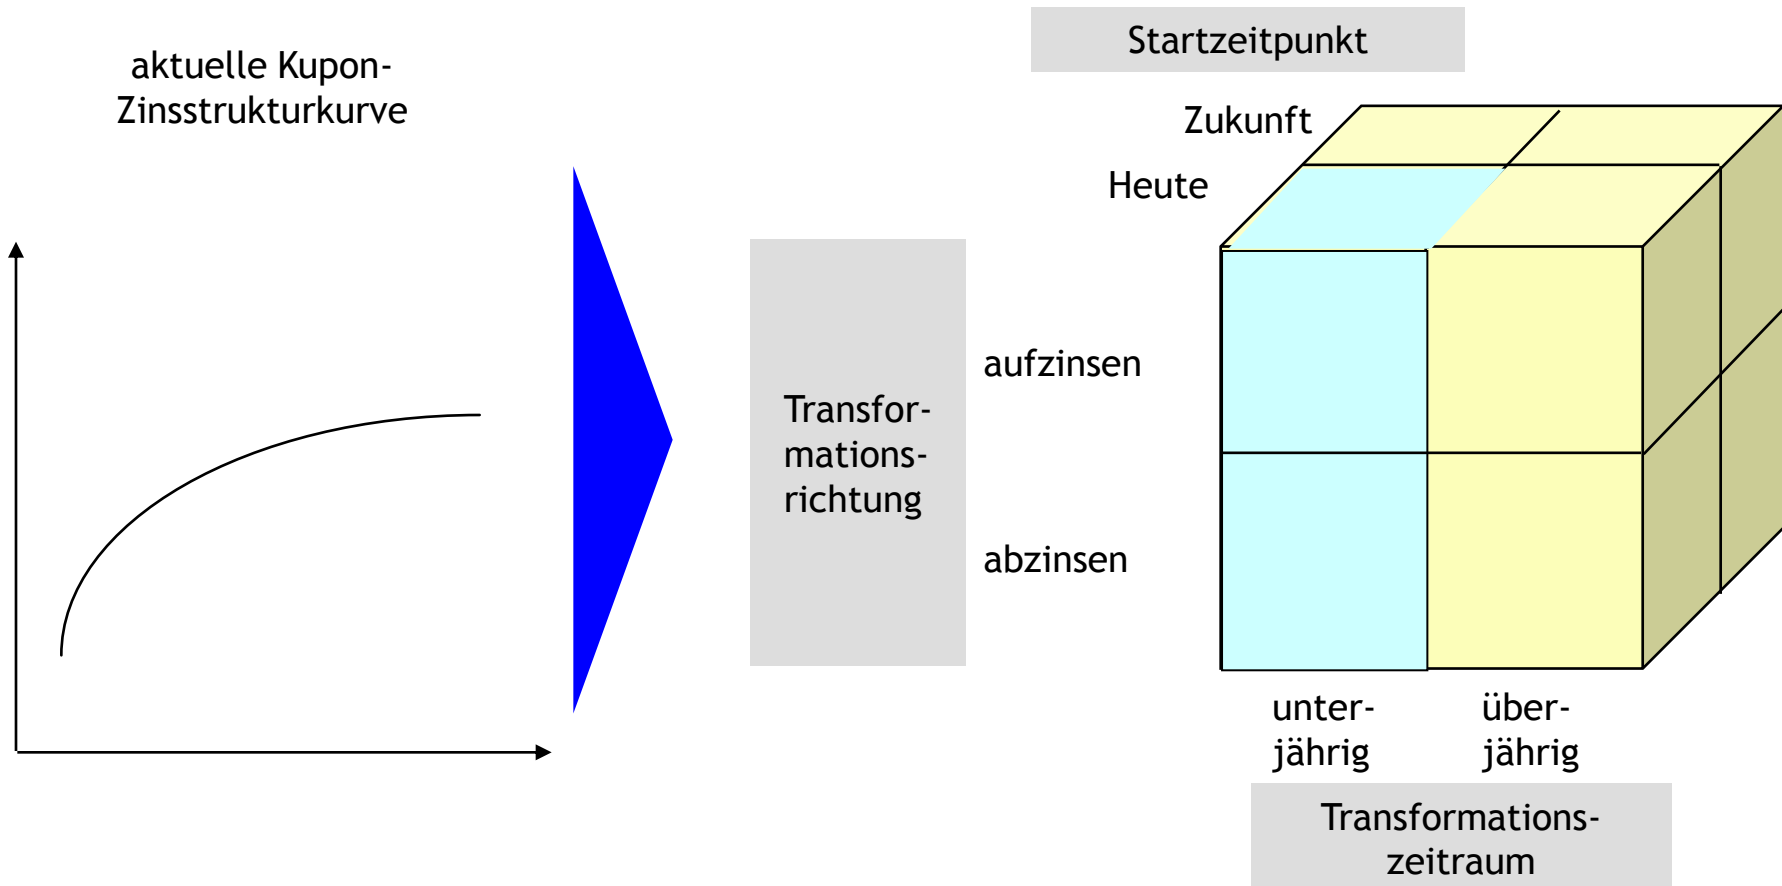 aktuelle Kupon-
Zinsstrukturkurve
Startzeitpunkt
Zukunft
Heute
Transfor-
mations-
richtung
aufzinsen
abzinsen
unter-
jährig
über-
jährig
Transformations-
zeitraum